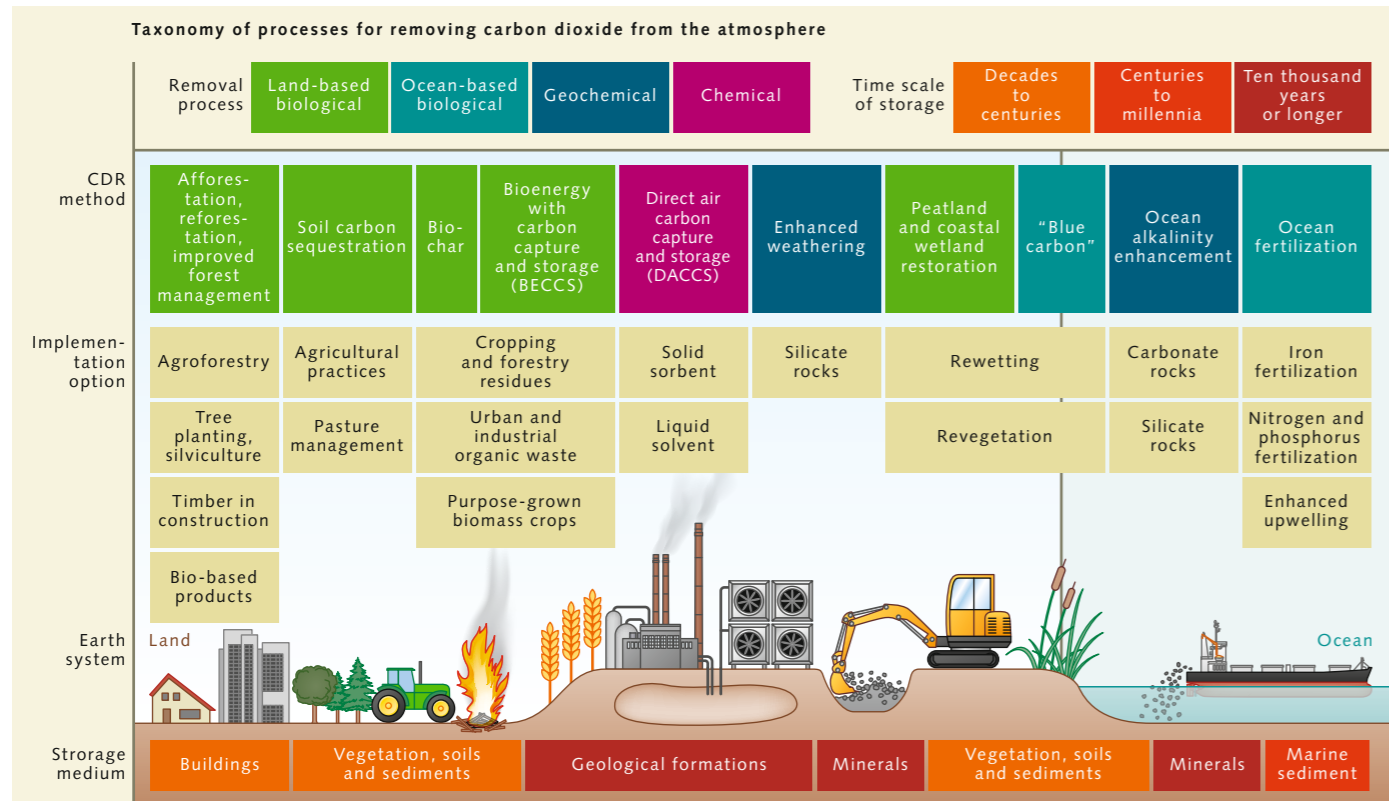 Taxonomy of processes for removing carbon dioxide from the atmosphere
Removal
process
Land-based
biological
Ocean-based
biological
Geochemical
Chemical
Time scale
of storage
Decades
to
centuries
Centuries
to
millennia
Ten thousand
years
or longer
CDR
method
Affores-
tation,
refores-
tation,
improved
forest
management
Soil carbon
sequestration
Bio-
char
Bioenergy
with
carbon
capture
and storage
(BECCS)
Direct air
carbon
capture
and storage
(DACCS)
Enhanced
weathering
Peatland
and coastal
wetland
restoration
“Blue
carbon”
Ocean
alkalinity
enhancement
Ocean
fertilization
Implemen-
tation
option
Agroforestry
Agricultural
practices
Cropping
and forestry
residues
Solid
sorbent
Silicate
rocks
Rewetting
Carbonate
rocks
Iron
fertilization
Tree
planting,
silviculture
Pasture
management
Urban and
industrial
organic waste
Liquid
solvent
Revegetation
Silicate
rocks
Nitrogen and
phosphorus
fertilization
Timber in
construction
Purpose-grown
biomass crops
Enhanced
upwelling
Bio-based
products
Earth
system
Land
Ocean
Strorage
medium
Buildings
Vegetation, soils
and sediments
Geological formations
Minerals
Vegetation, soils
and sediments
Minerals
Marine
sediment